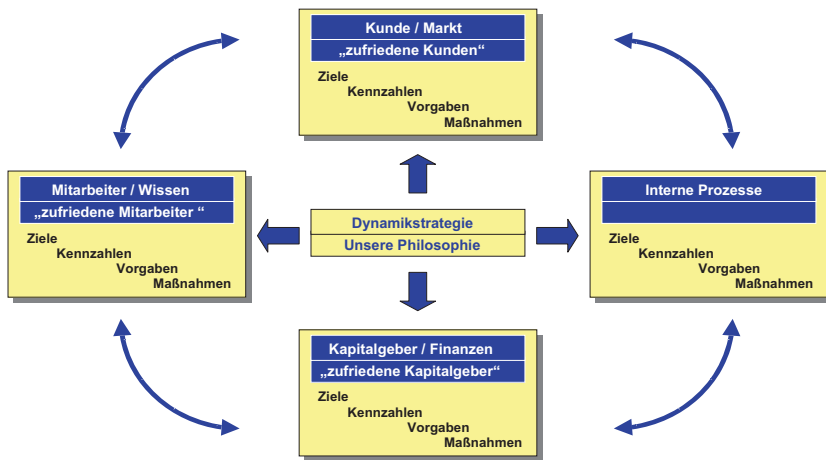 Kunde / Markt
„zufriedene Kunden“
Ziele
Kennzahlen
Vorgaben
Maßnahmen
Mitarbeiter / Wissen
„zufriedene Mitarbeiter “
Ziele
Kennzahlen
Vorgaben
Maßnahmen
Dynamikstrategie
Unsere Philosophie
Interne Prozesse
Ziele
Kennzahlen
Vorgaben
Maßnahmen
Kapitalgeber / Finanzen
„zufriedene Kapitalgeber“
Ziele
Kennzahlen
Vorgaben
Maßnahmen